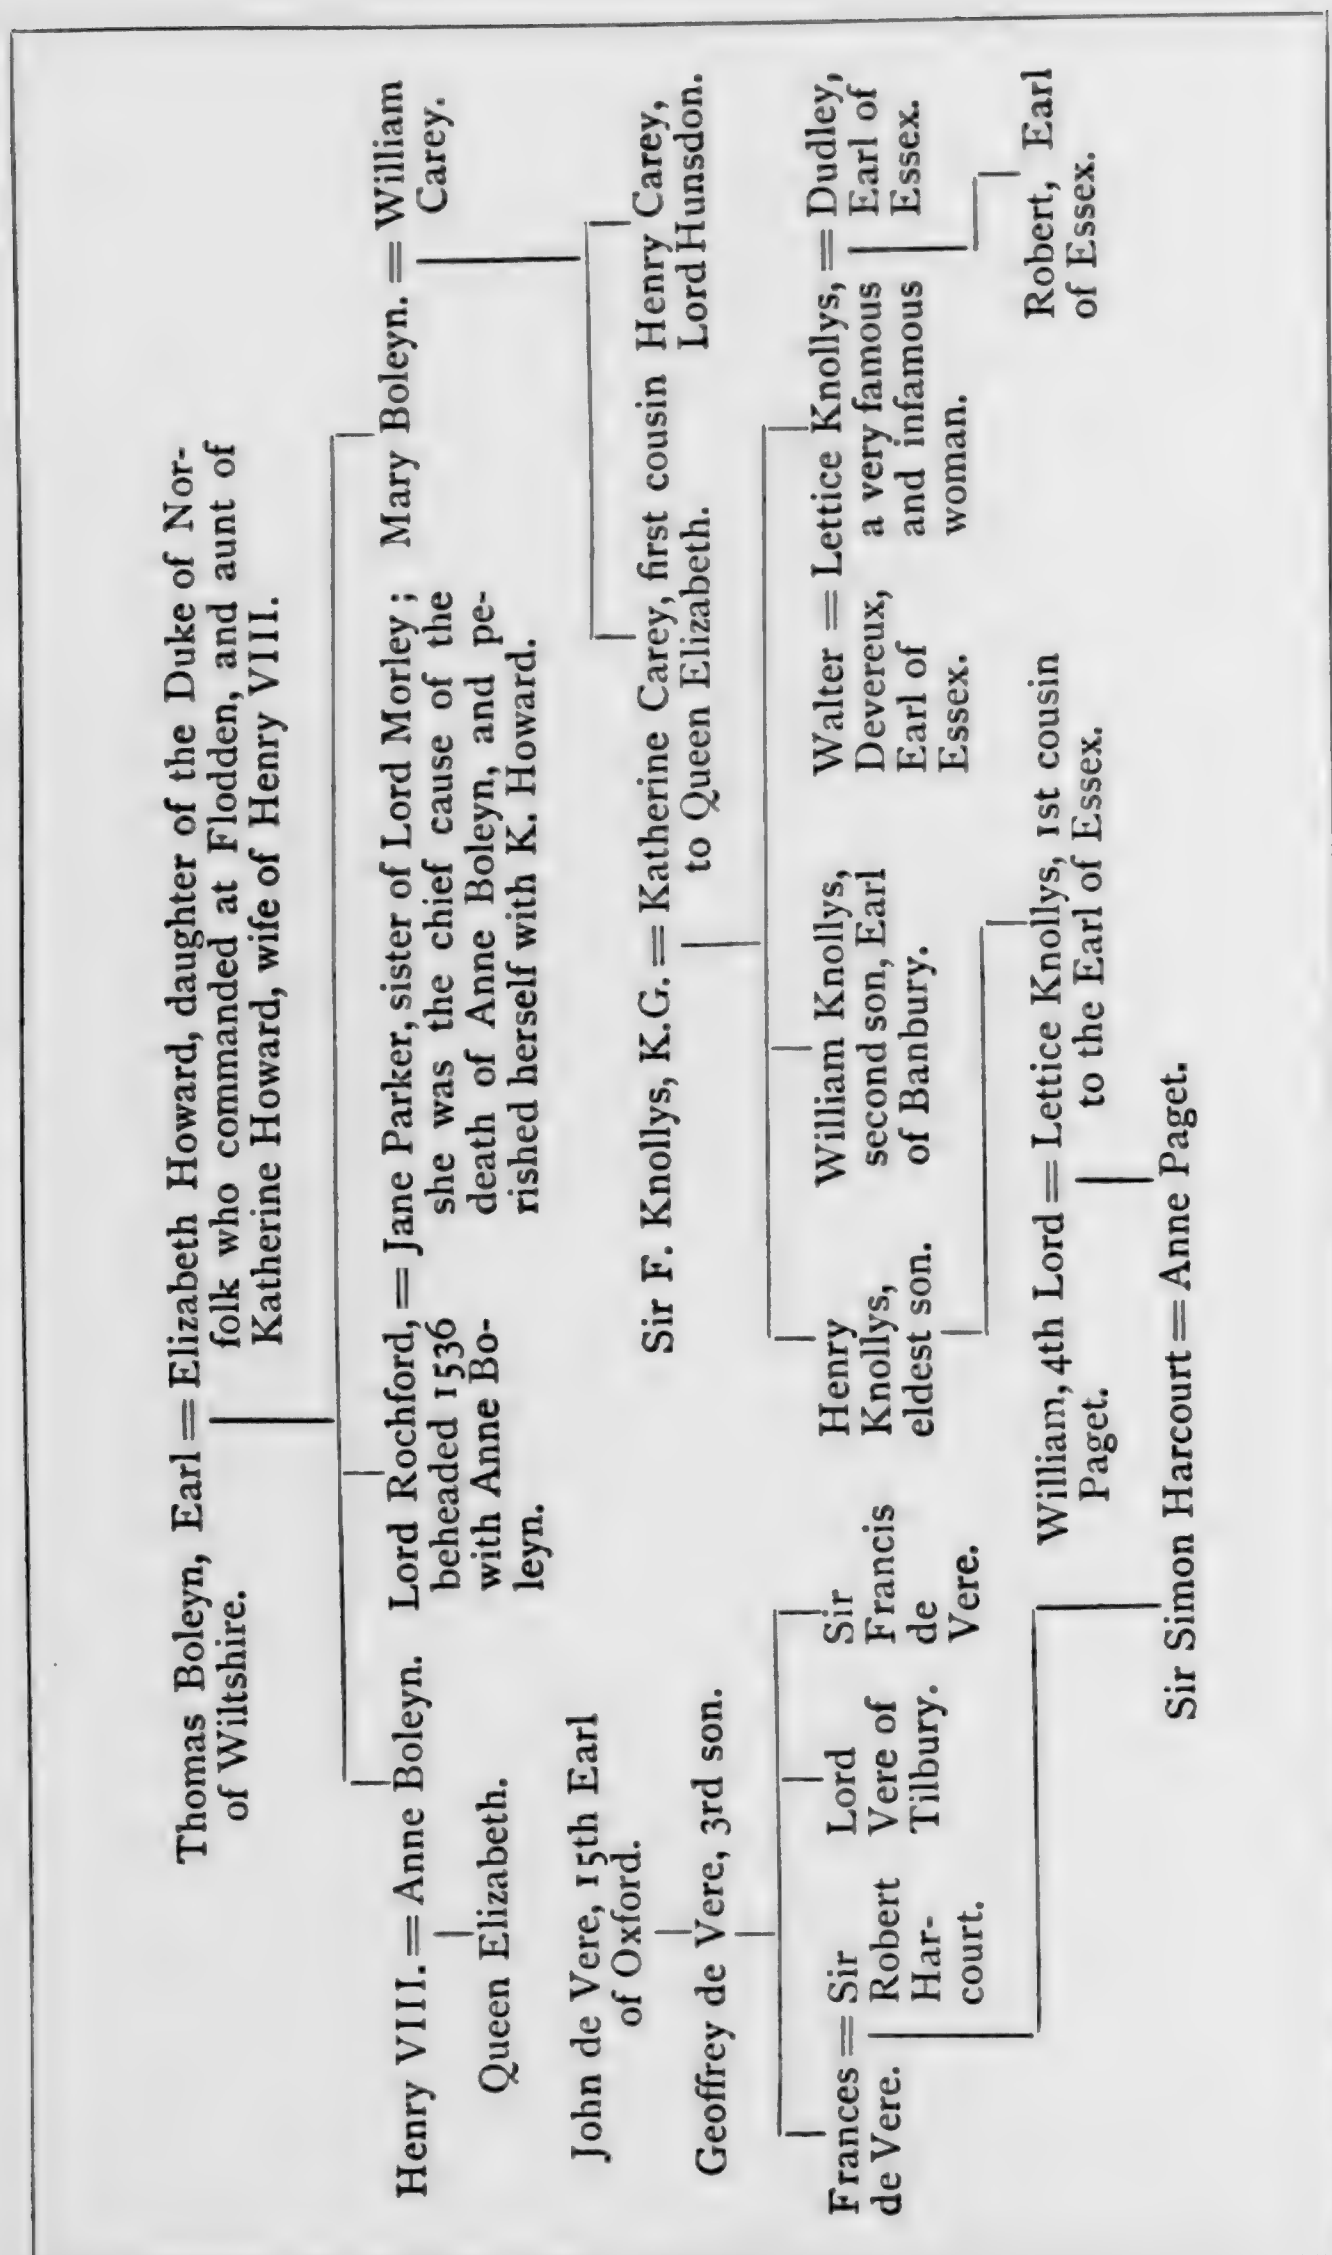 Thomas Boleyn, Earl = Elizabeth Howard, daughter of the Duke of Nor-
of Wiltshire.
folk who commanded at Flodden, and aunt of
Katherine Howard, wife of Henry VIII.
Henry VIII. = Anne Boleyn.
Queen Elizabeth.
Lord Rochford, = Jane Parker, sister of Lord Morley;
beheaded 1536
with Anne Bo-
leyn.
she was the chief cause of the
death of Anne Boleyn, and pe-
rished herself with K. Howard.
Mary Boleyn. = William
Carey.
John de Vere, 15th Earl
of Oxford.
Geoffrey de Vere, 3rd son.
Sir F. Knollys, K.G. = Katherine Carey, first cousin
to Queen Elizabeth.
Henry Carey,
Lord Hunsdon.
Frances = Sir
de Vere.
Robert
Har-
court.
Lord
Vere of
Tilbury.
Sir
Francis
de
Vere.
Henry
Knollys,
eldest son.
William Knollys,
second son, Earl
of Banbury.
Walter = Lettice Knollys, = Dudley,
Devereux,
Earl of
Essex.
a very famous
and infamous
woman.
Earl of
Essex.
William, 4th Lord = Lettice Knollys, 1st cousin
Paget.
to the Earl of Essex.
Robert, Earl
of Essex.
Sir Simon Harcourt = Anne Paget.